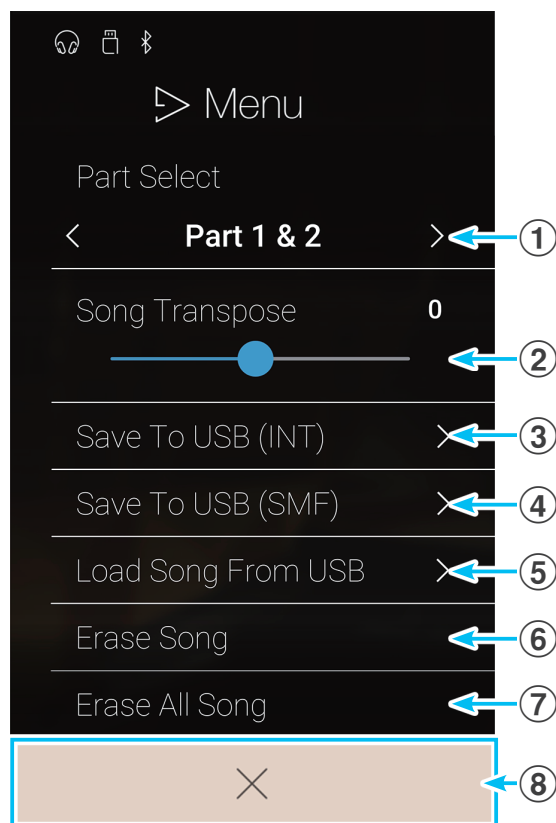 Menu
Part Select
Part 1 & 2
1
Song Transpose 0
2
Save To USB (INT)
3
Save To USB (SMF)
4
Load Song From USB
5
Erase Song
6
Erase All Song
7
8